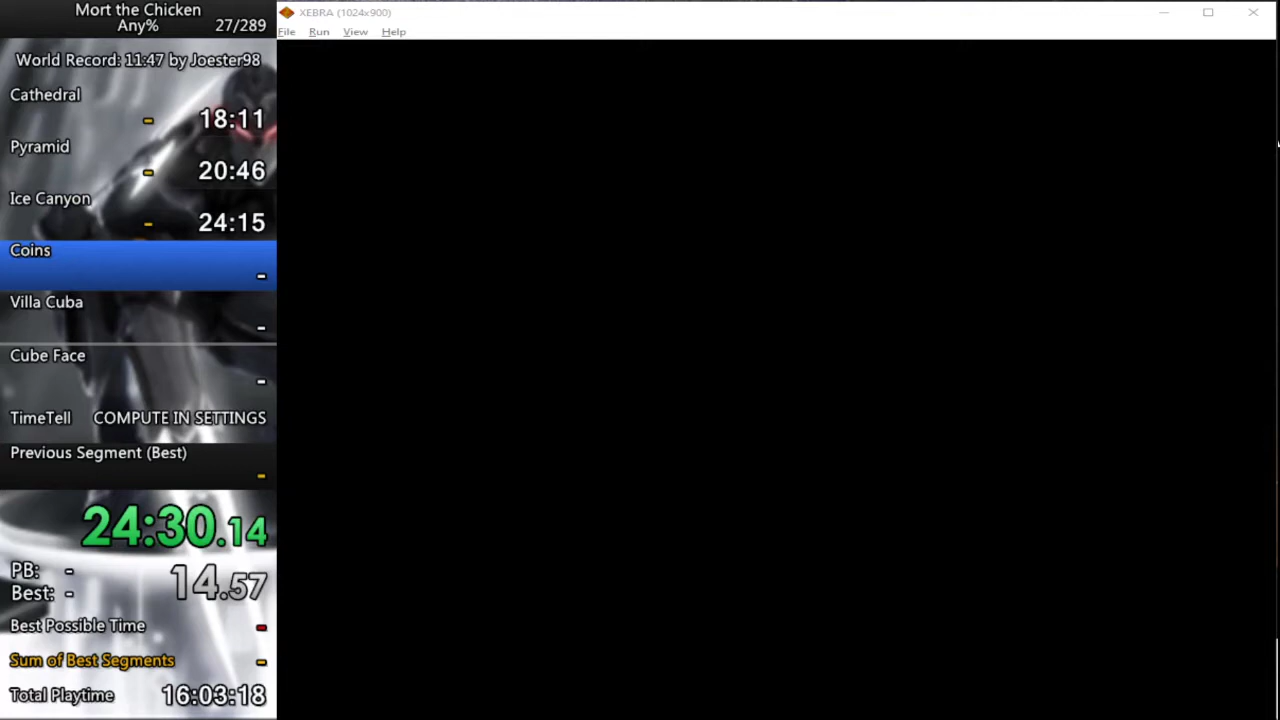 Mort the Chicken
Any% 27/289
World Record: 11:47 by Joester98
Cathedral
- 18:11
Pyramid
- 20:46
Ice Canyon
- 24:15
Coins
-
Villa Cuba
-
Cube Face
-
TimeTell COMPUTE IN SETTINGS
Previous Segment (Best)
-
24:30.14
PB: -
Best: - 14.57
Best Possible Time -
Sum of Best Segments -
Total Playtime 16:03:18
XEBRA (1024x900)
File Run View Help